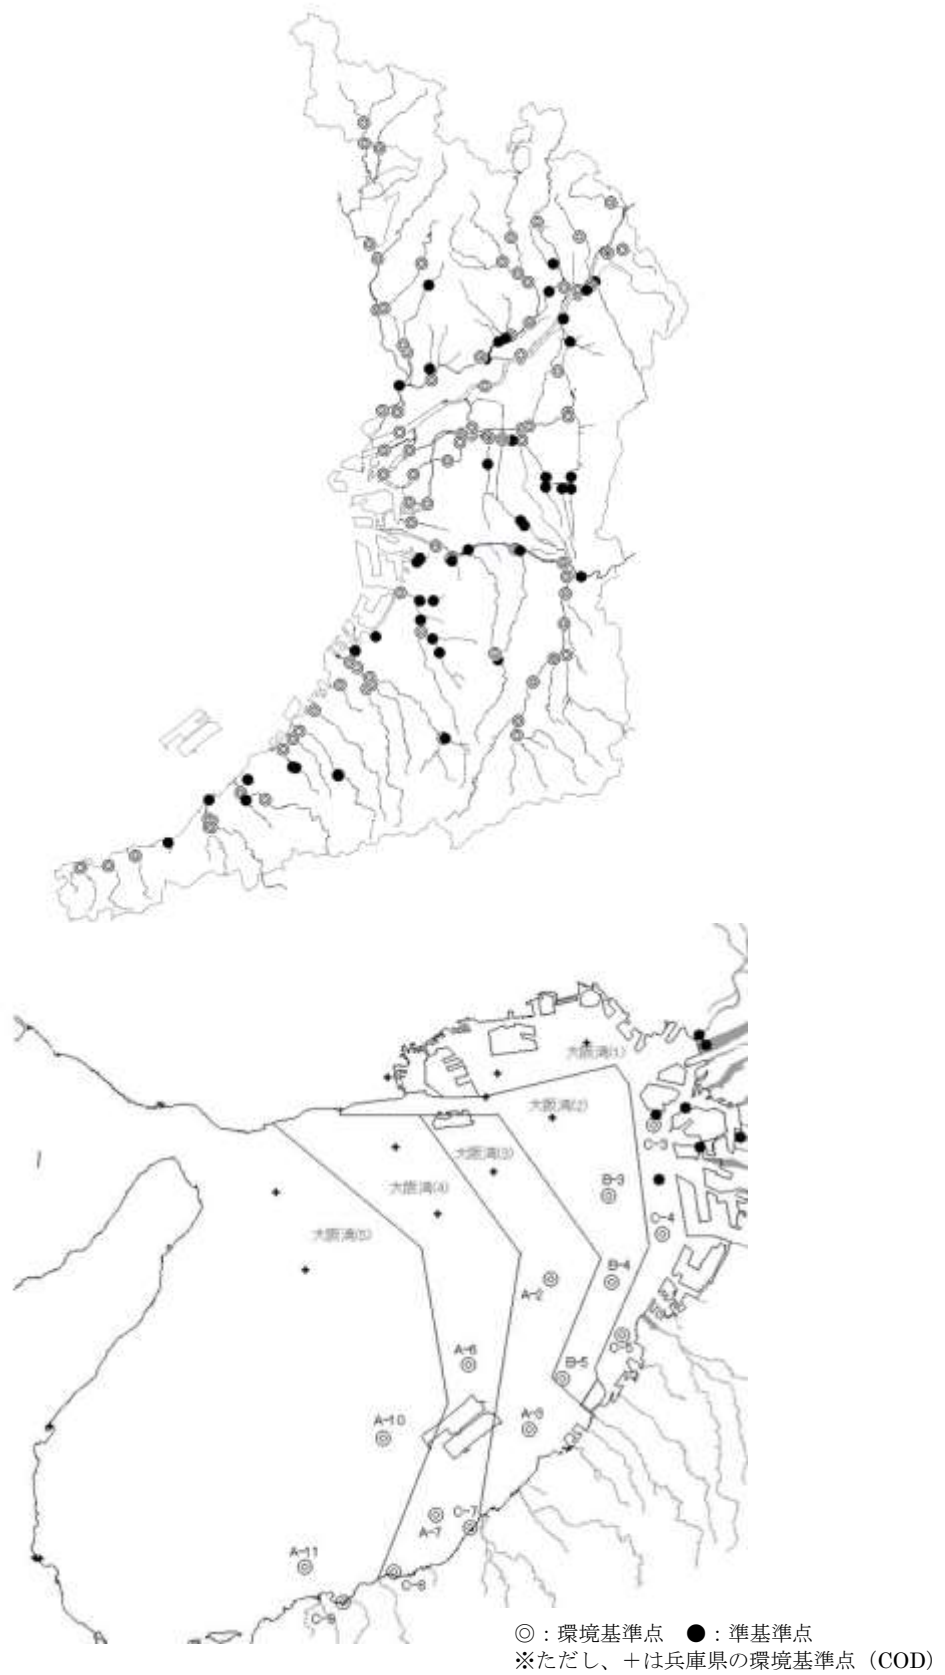 大阪湾(1)
大阪湾(2)
C-3
大阪湾(3)
大阪湾(4)
B-3
C-4
大阪湾(5)
B-4
A-2
C-5
A-6
B-5
A-10
A-3
C-7
A-7
A-11
C-8
C-9
◎：環境基準点　●：準基準点
※ただし、＋は兵庫県の環境基準点（COD）